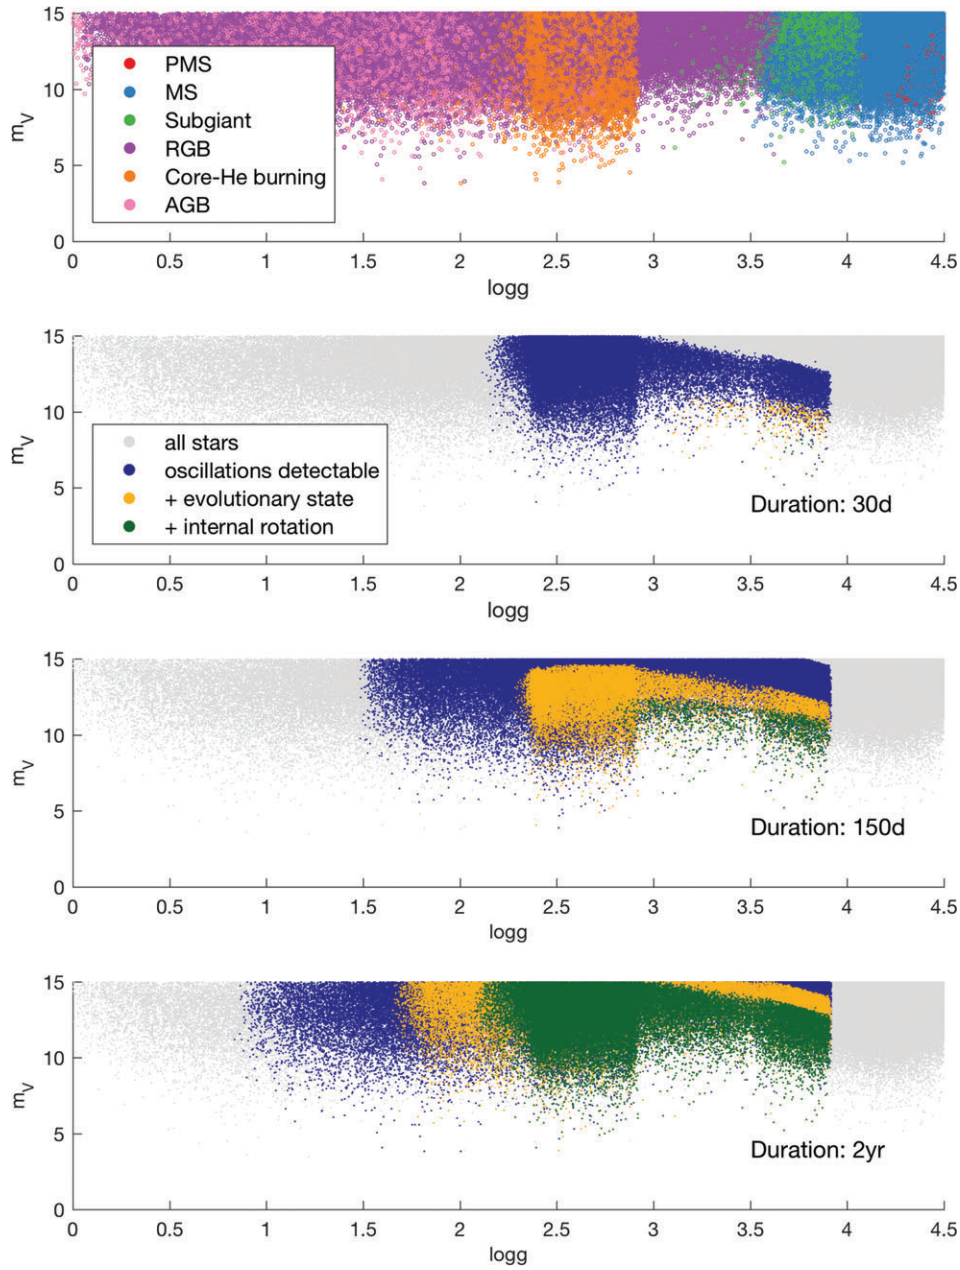 15
10
5
0
m_V
PMS
MS
Subgiant
RGB
Core-He burning
AGB
0 0.5 1 1.5 2 2.5 3 3.5 4 4.5
logg
15
10
5
0
m_V
all stars
oscillations detectable
+ evolutionary state
+ internal rotation
Duration: 30d
0 0.5 1 1.5 2 2.5 3 3.5 4 4.5
logg
15
10
5
0
m_V
Duration: 150d
0 0.5 1 1.5 2 2.5 3 3.5 4 4.5
logg
15
10
5
0
m_V
Duration: 2yr
0 0.5 1 1.5 2 2.5 3 3.5 4 4.5
logg